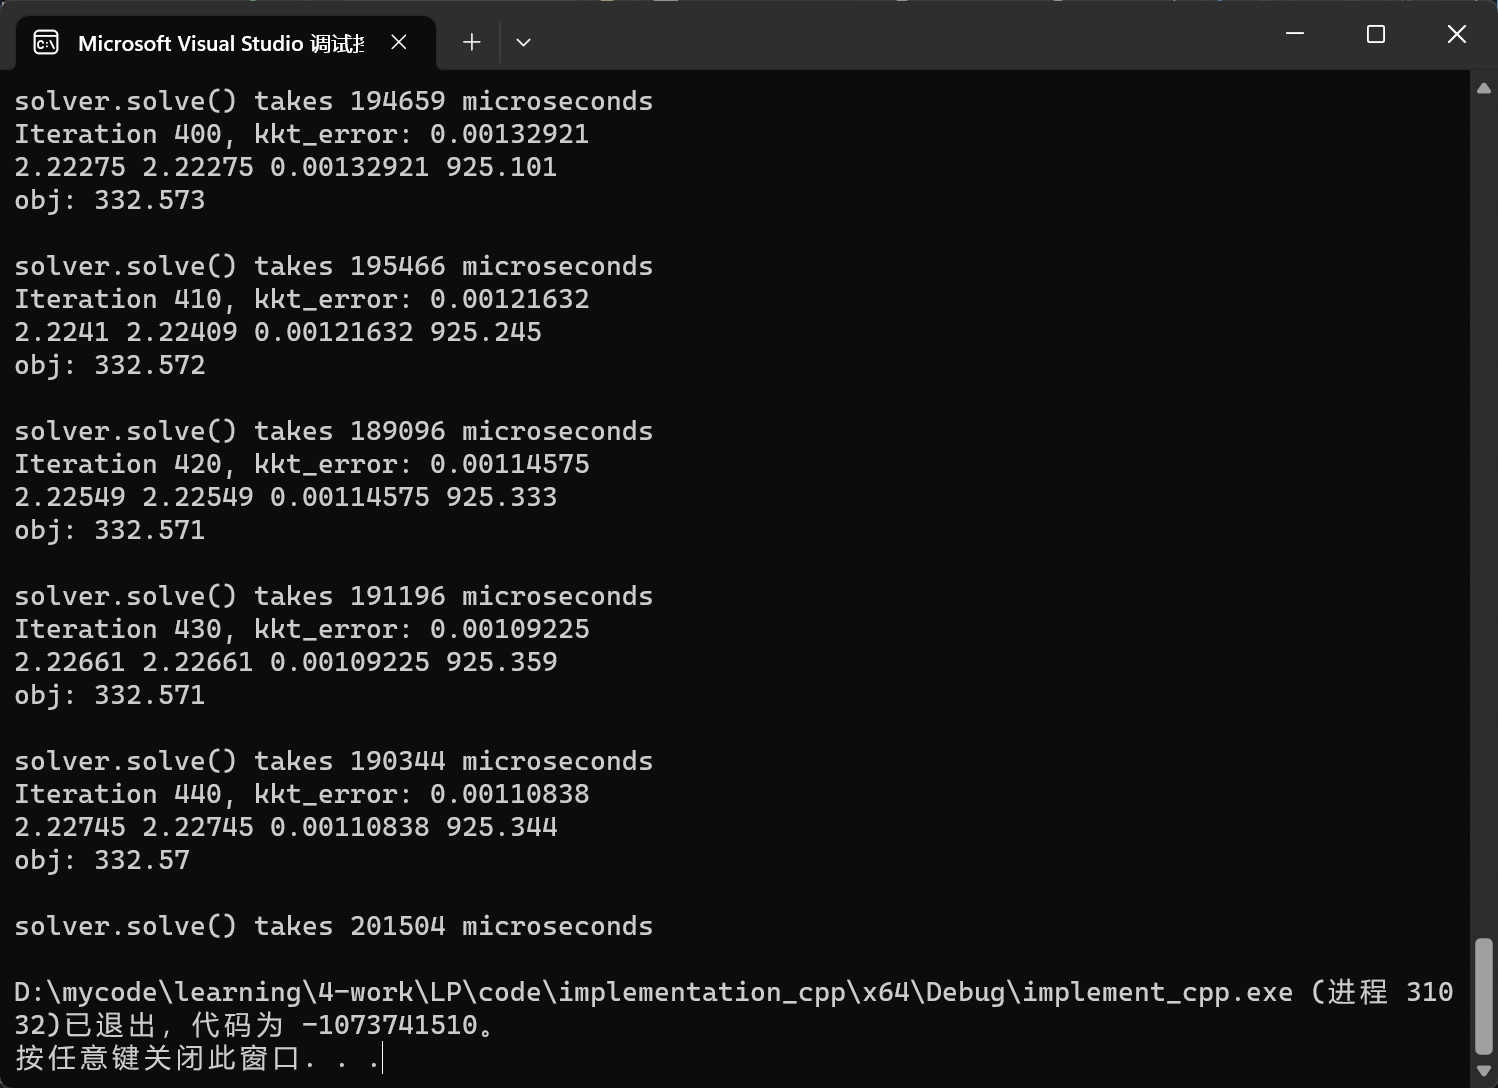 Microsoft Visual Studio 调试
solver.solve() takes 194659 microseconds
Iteration 400, kkt_error: 0.00132921
2.22275 2.22275 0.00132921 925.101
obj: 332.573
solver.solve() takes 195466 microseconds
Iteration 410, kkt_error: 0.00121632
2.2241 2.22409 0.00121632 925.245
obj: 332.572
solver.solve() takes 189096 microseconds
Iteration 420, kkt_error: 0.00114575
2.22549 2.22549 0.00114575 925.333
obj: 332.571
solver.solve() takes 191196 microseconds
Iteration 430, kkt_error: 0.00109225
2.22661 2.22661 0.00109225 925.359
obj: 332.571
solver.solve() takes 190344 microseconds
Iteration 440, kkt_error: 0.00110838
2.22745 2.22745 0.00110838 925.344
obj: 332.57
solver.solve() takes 201504 microseconds
D:\mycode\learning\4-work\LP\code\implementation_cpp\x64\Debug\implement_cpp.exe (进程 310
32)已退出，代码为 -1073741510。
按任意键关闭此窗口. . .